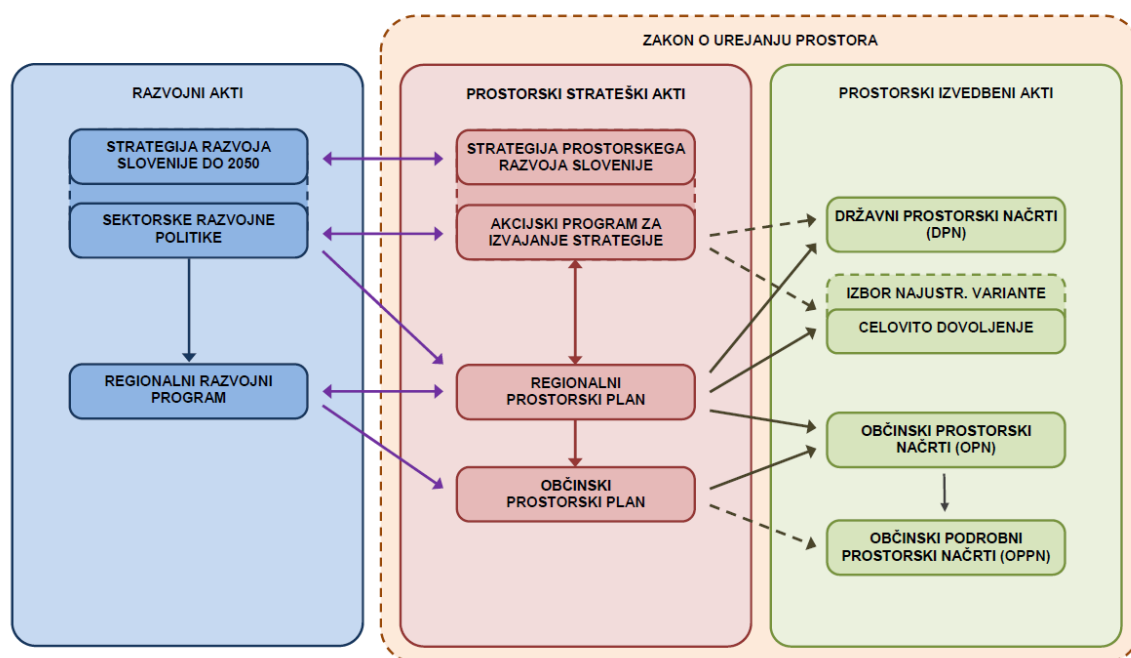 ZAKON O UREJANJU PROSTORA
RAZVOJNI AKTI
STRATEGIJA RAZVOJA
SLOVENIJE DO 2050
SEKTORSKE RAZVOJNE
POLITIKE
REGIONALNI RAZVOJNI
PROGRAM
PROSTORSKI STRATEŠKI AKTI
STRATEGIJA PROSTORSKEGA
RAZVOJA SLOVENIJE
AKCIJSKI PROGRAM ZA
IZVAJANJE STRATEGIJE
REGIONALNI
PROSTORSKI PLAN
OBČINSKI
PROSTORSKI PLAN
PROSTORSKI IZVEDBENI AKTI
DRŽAVNI PROSTORSKI NAČRTI
(DPN)
IZBOR NAJUSTR. VARIANTE
CELOVITO DOVOLJENJE
OBČINSKI PROSTORSKI
NAČRTI (OPN)
OBČINSKI PODROBNI
PROSTORSKI NAČRTI (OPPN)